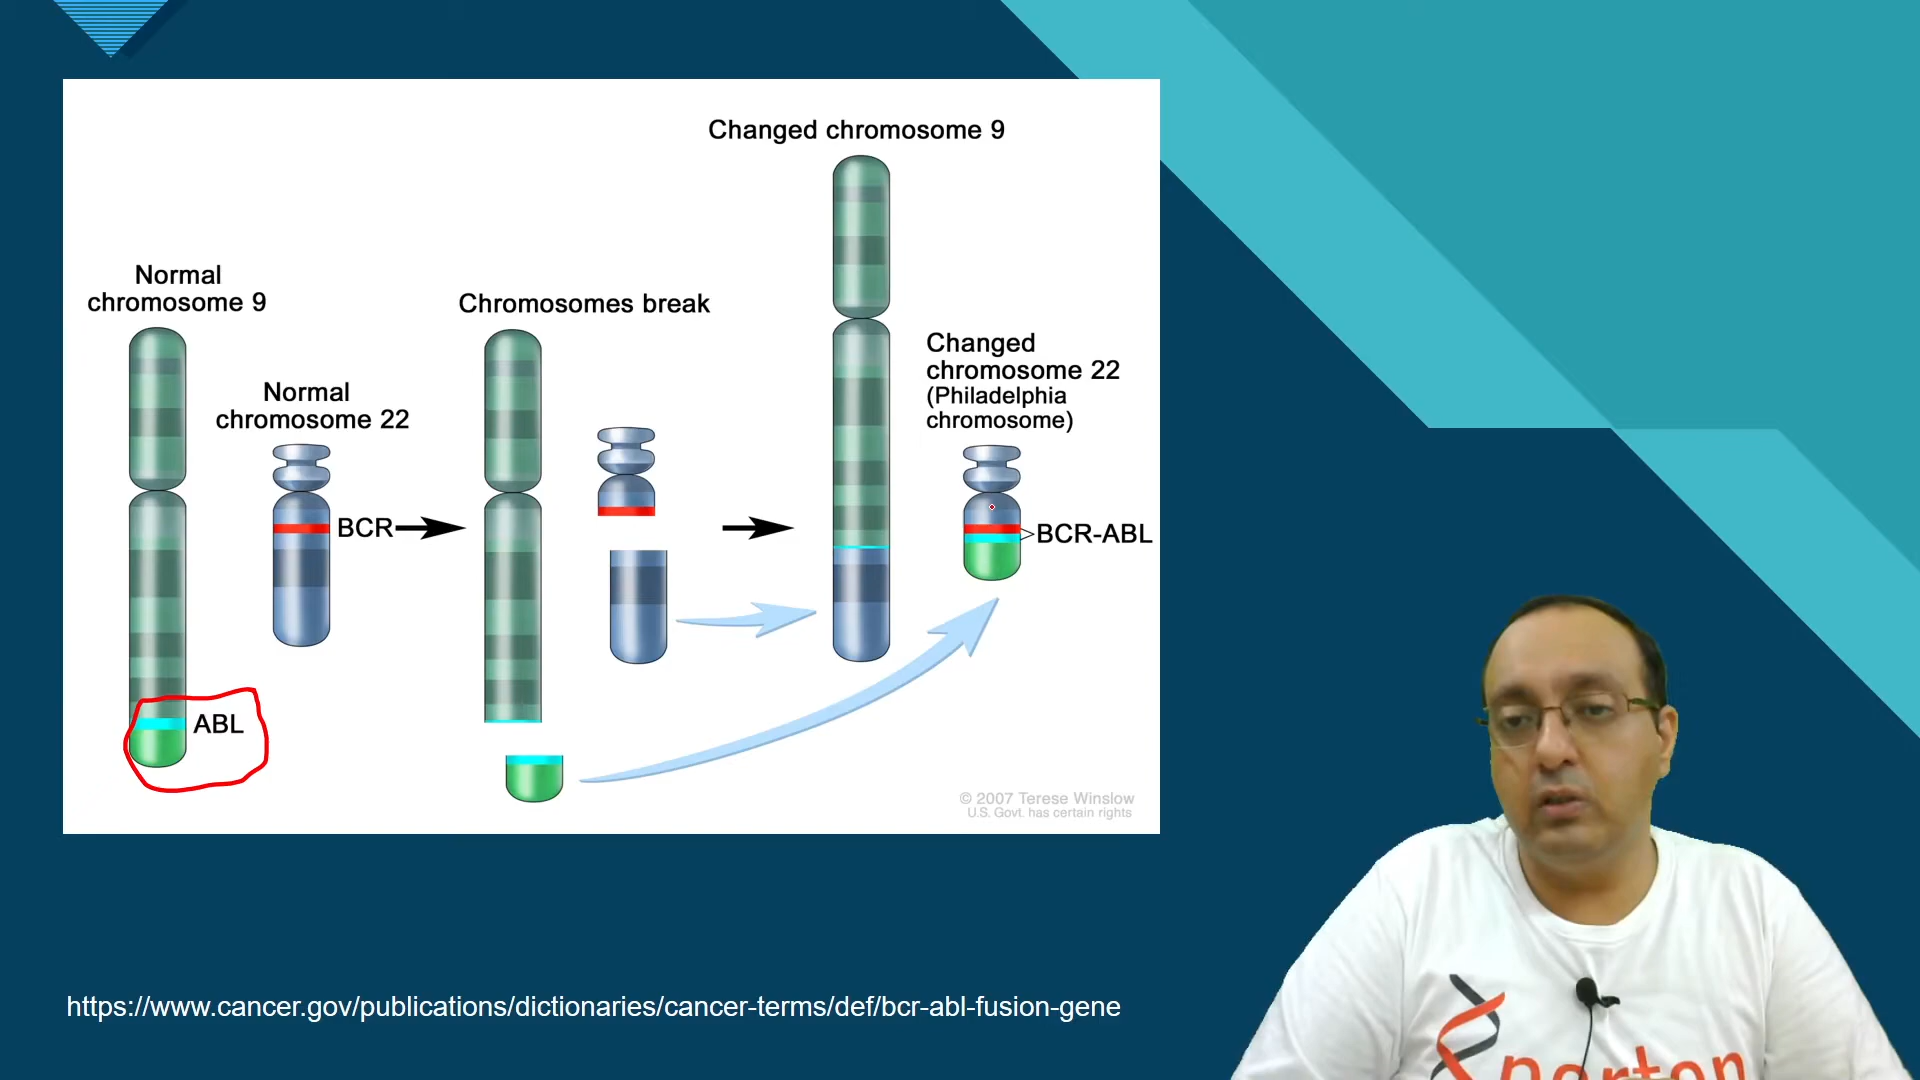 Changed chromosome 9
Normal
chromosome 9
Chromosomes break
Normal
chromosome 22
Changed
chromosome 22
(Philadelphia
chromosome)
BCR
BCR-ABL
ABL
© 2007 Terese Winslow
U.S. Govt. has certain rights
https://www.cancer.gov/publications/dictionaries/cancer-terms/def/bcr-abl-fusion-gene